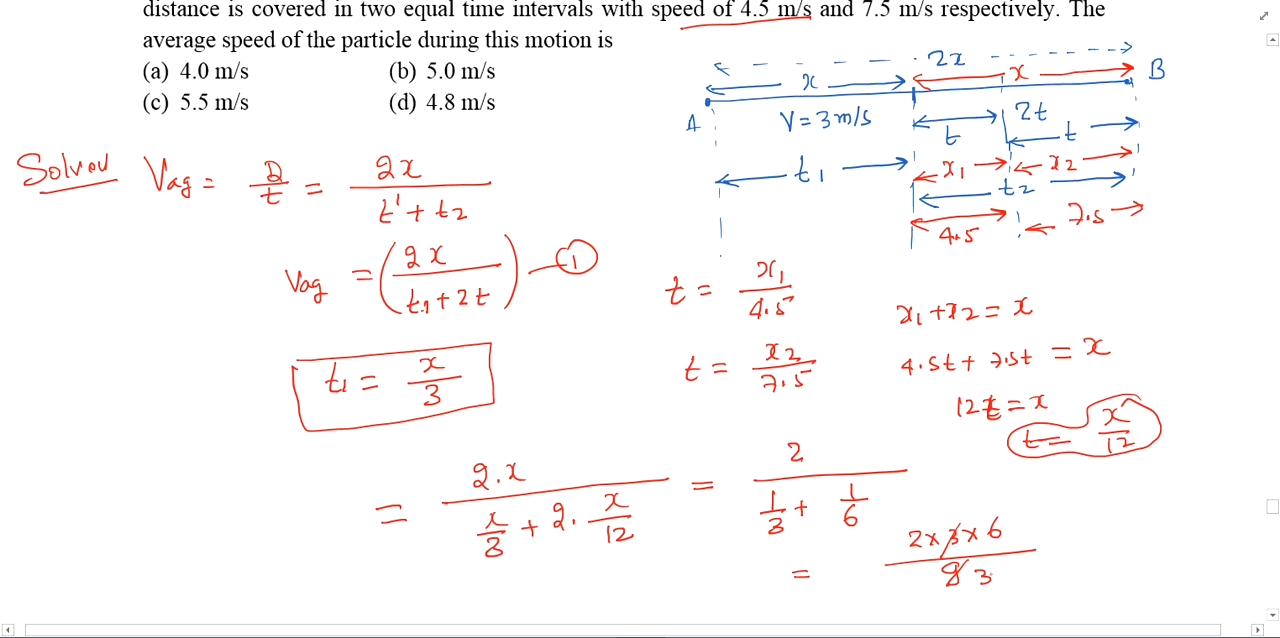 distance is covered in two equal time intervals with speed of 4.5 m/s and 7.5 m/s respectively. The
average speed of the particle during this motion is
(a) 4.0 m/s (b) 5.0 m/s
(c) 5.5 m/s (d) 4.8 m/s
2x
x x B
A V = 3 m/s t 2t t
t1 x1 x2
t2
4.5 7.5
Solved Vag = D/t = 2x/(t' + t2)
Vag = (2x/(t1 + 2t)) — 1
t = x1/4.5 x1 + x2 = x
t1 = x/3 t = x2/7.5 4.5t + 7.5t = x
12t = x
t = x/12
= 2.x/(x/3 + 2. x/12) = 2/(1/3 + 1/6)
= 2 x 3 x 6/9 3